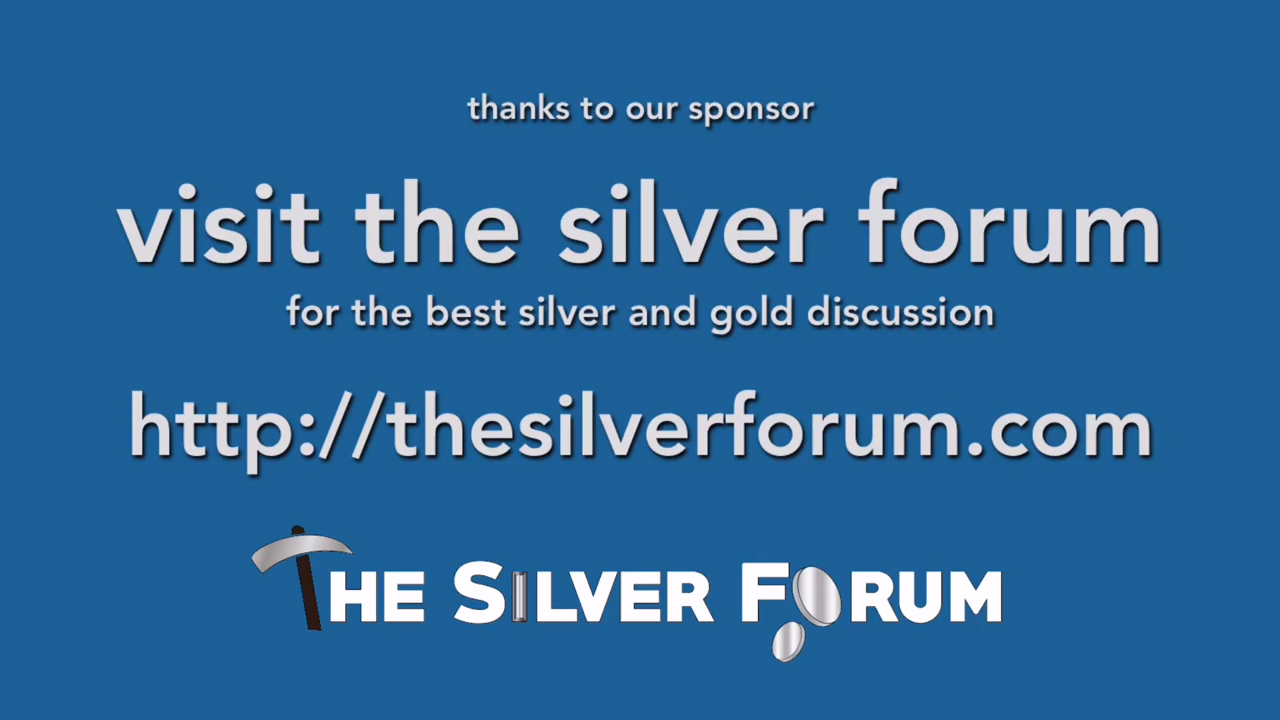 thanks to our sponsor
visit the silver forum
for the best silver and gold discussion
http://thesilverforum.com
THE SILVER FORUM